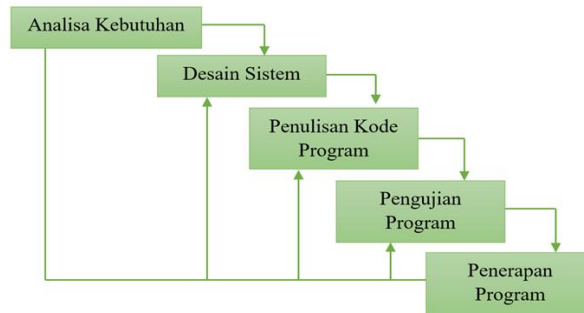 Analisa Kebutuhan
Desain Sistem
Penulisan Kode
Program
Pengujian
Program
Penerapan
Program